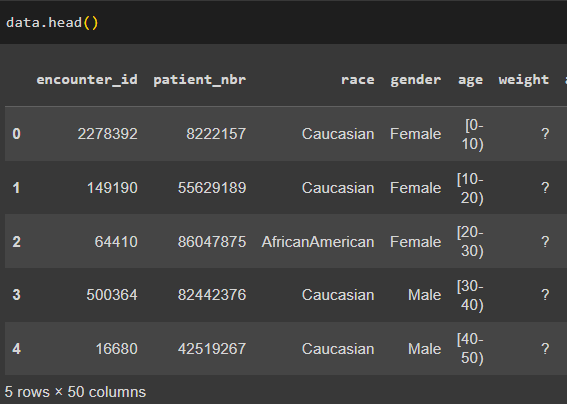 data.head()
encounter_id patient_nbr race gender age weight
0 2278392 8222157 Caucasian Female [0-
10) ?
1 149190 55629189 Caucasian Female [10-
20) ?
2 64410 86047875 AfricanAmerican Female [20-
30) ?
3 500364 82442376 Caucasian Male [30-
40) ?
4 16680 42519267 Caucasian Male [40-
50) ?
5 rows × 50 columns